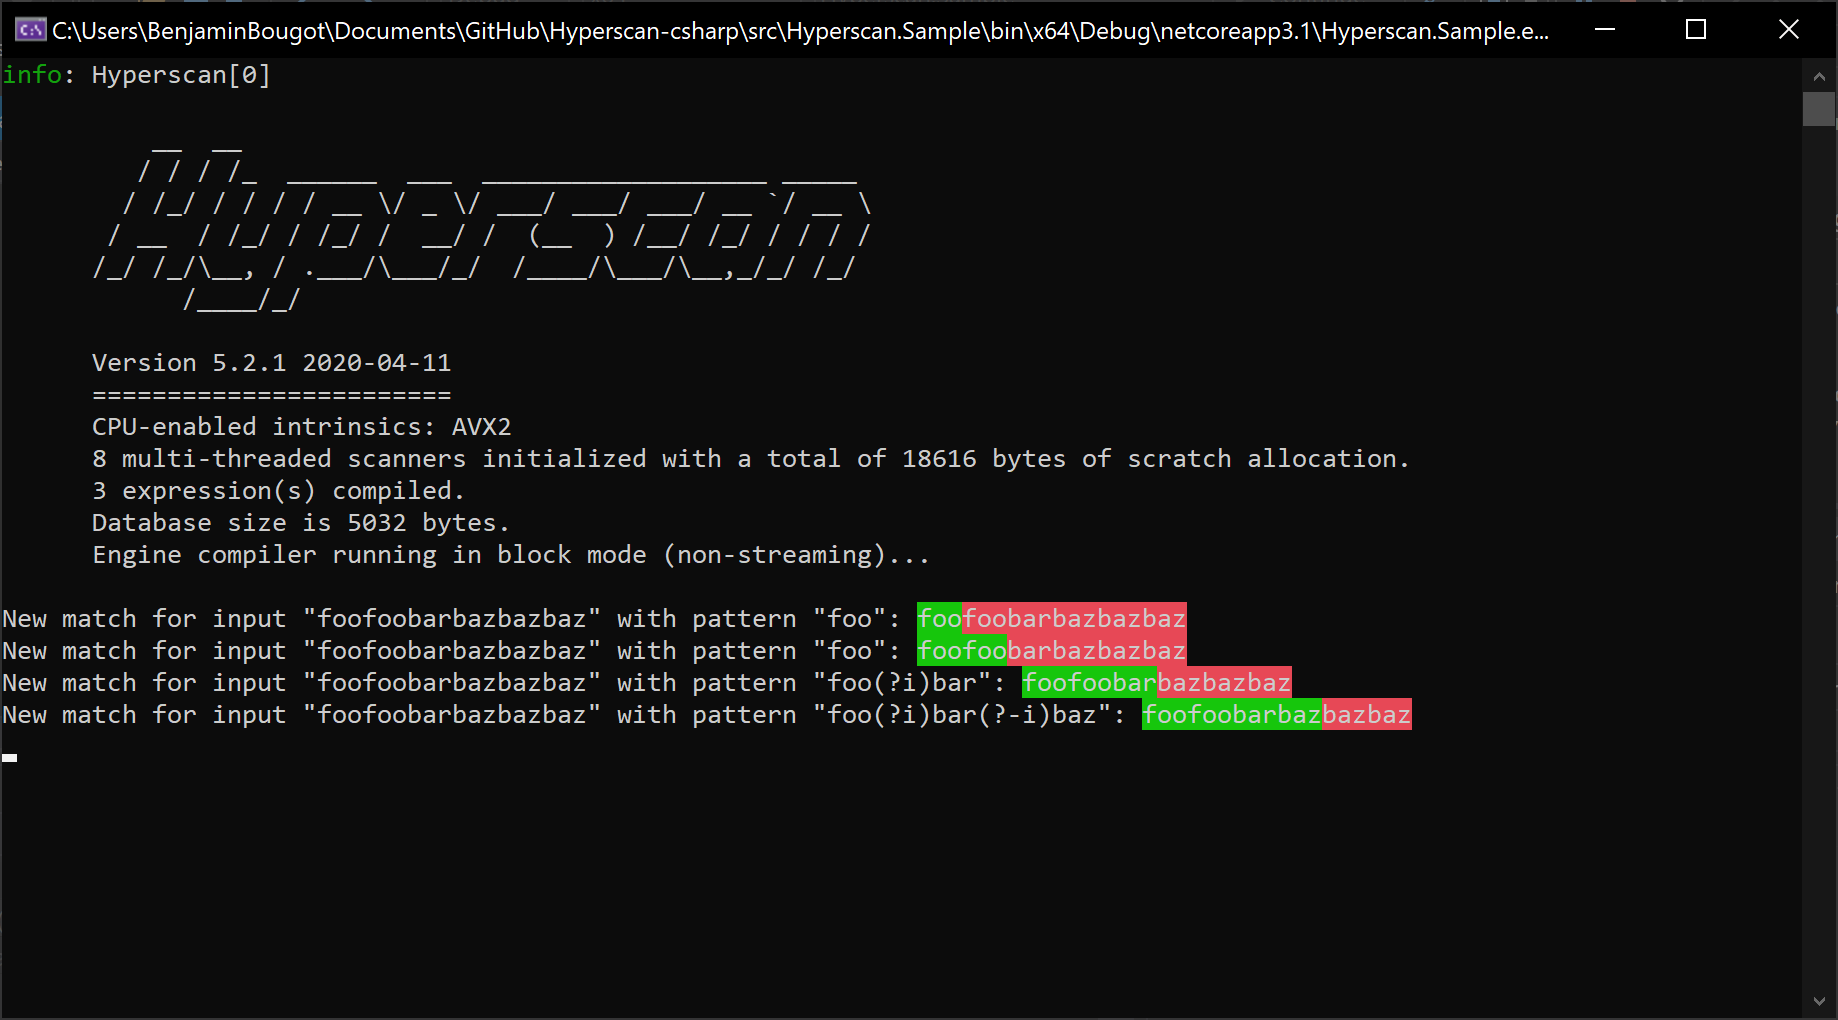 C:\Users\BenjaminBougot\Documents\GitHub\Hyperscan-csharp\src\Hyperscan.Sample\bin\x64\Debug\netcoreapp3.1\Hyperscan.Sample.e...
info: Hyperscan[0]
Hyperscan
Version 5.2.1 2020-04-11
========================
CPU-enabled intrinsics: AVX2
8 multi-threaded scanners initialized with a total of 18616 bytes of scratch allocation.
3 expression(s) compiled.
Database size is 5032 bytes.
Engine compiler running in block mode (non-streaming)...
New match for input "foofoobarbazbazbaz" with pattern "foo": foofoobarbazbazbaz
New match for input "foofoobarbazbazbaz" with pattern "foo": foofoobarbazbazbaz
New match for input "foofoobarbazbazbaz" with pattern "foo(?i)bar": foofoobarbazbazbaz
New match for input "foofoobarbazbazbaz" with pattern "foo(?i)bar(?-i)baz": foofoobarbazbazbaz